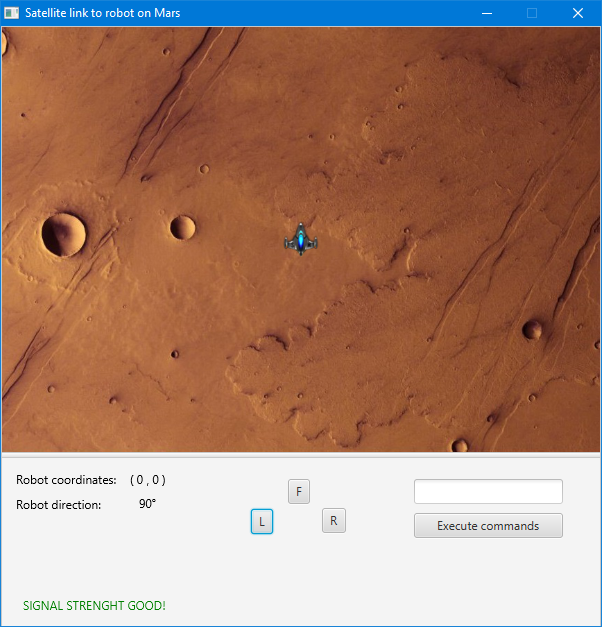 Satellite link to robot on Mars
Robot coordinates: ( 0 , 0 )
Robot direction: 90°
F
L
R
Execute commands
SIGNAL STRENGHT GOOD!